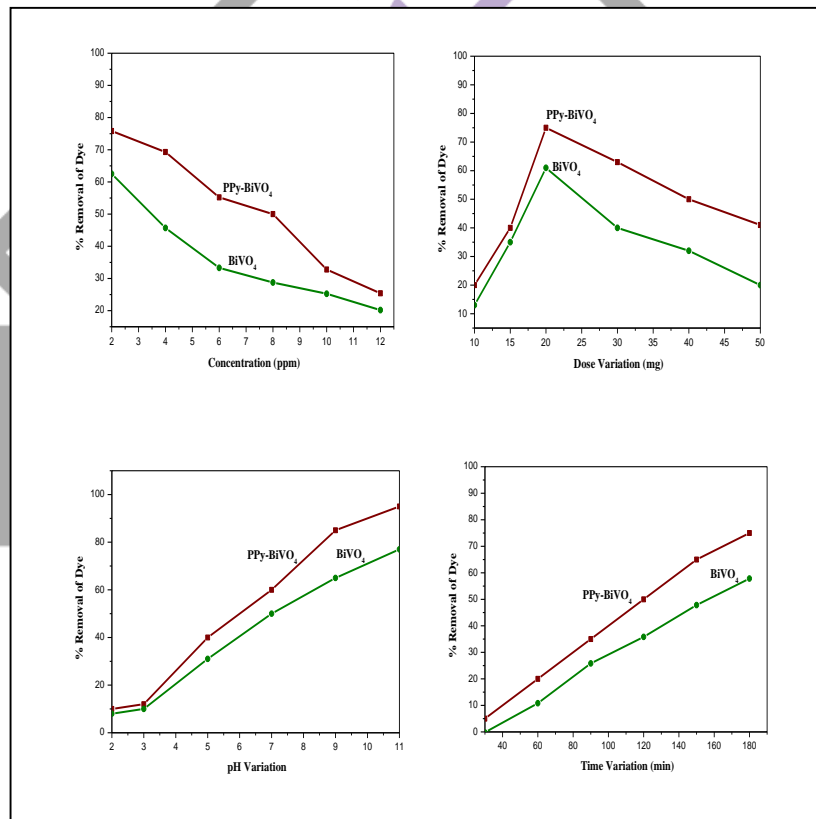 100
90
80
70
60
50
40
30
20
% Removal of Dye
PPy-BiVO4
BiVO4
2 3 4 5 6 7 8 9 10 11 12
Concentration (ppm)
100
90
80
70
60
50
40
30
20
10
% Removal of Dye
PPy-BiVO4
BiVO4
10 15 20 30 40 50
Dose Variation (mg)
100
80
60
40
20
0
% Removal of Dye
PPy-BiVO4
BiVO4
2 3 4 5 6 7 8 9 10 11
pH Variation
100
90
80
70
60
50
40
30
20
10
0
% Removal of Dye
PPy-BiVO4
BiVO4
40 60 80 100 120 140 160 180
Time Variation (min)